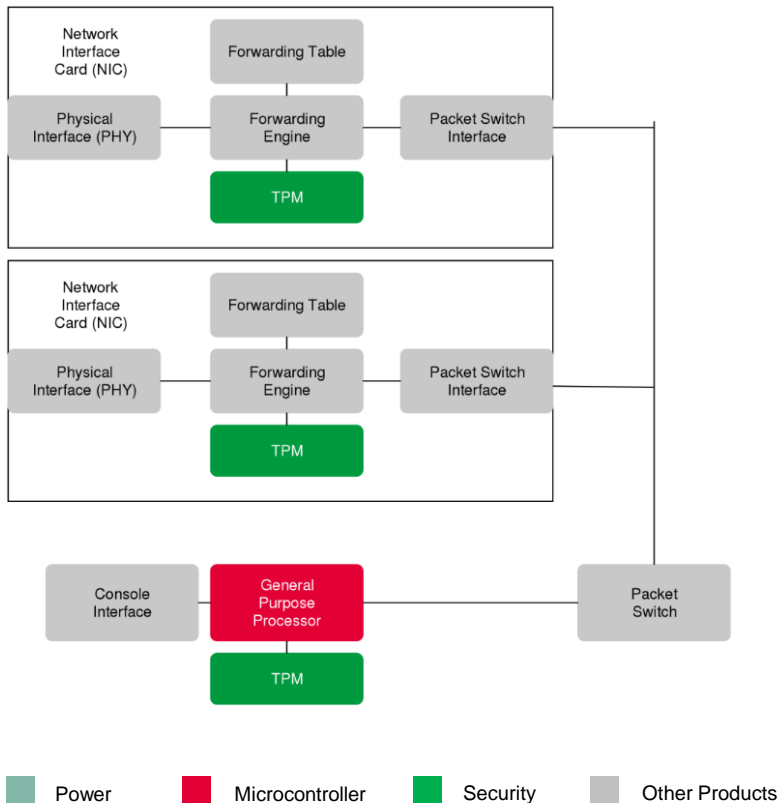 Network
Interface
Card (NIC)
Forwarding Table
Physical
Interface (PHY)
Forwarding
Engine
Packet Switch
Interface
TPM
Network
Interface
Card (NIC)
Forwarding Table
Physical
Interface (PHY)
Forwarding
Engine
Packet Switch
Interface
TPM
Console
Interface
General
Purpose
Processor
Packet
Switch
TPM
Power
Microcontroller
Security
Other Products